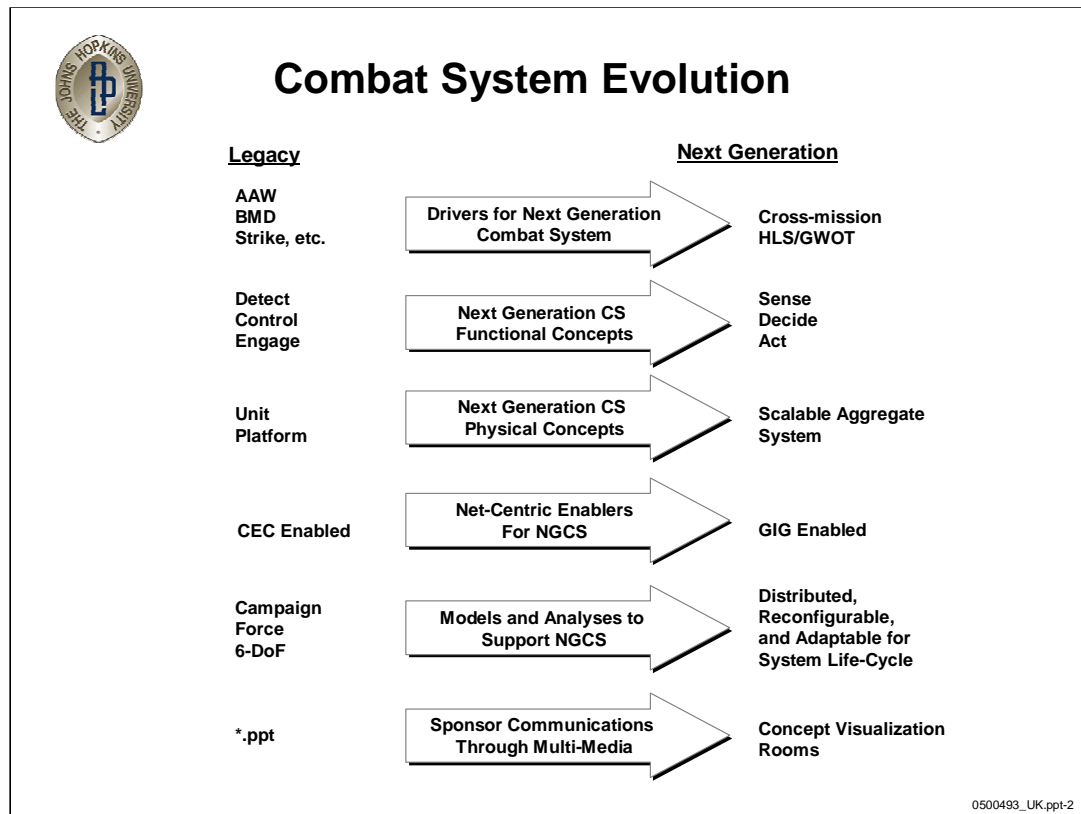 THE JOHNS HOPKINS UNIVERSITY
APL
Combat System Evolution
Legacy
Next Generation
AAW
BMD
Strike, etc.
Drivers for Next Generation
Combat System
Cross-mission
HLS/GWOT
Detect
Control
Engage
Next Generation CS
Functional Concepts
Sense
Decide
Act
Unit
Platform
Next Generation CS
Physical Concepts
Scalable Aggregate
System
CEC Enabled
Net-Centric Enablers
For NGCS
GIG Enabled
Campaign
Force
6-DoF
Models and Analyses to
Support NGCS
Distributed,
Reconfigurable,
and Adaptable for
System Life-Cycle
*.ppt
Sponsor Communications
Through Multi-Media
Concept Visualization
Rooms
0500493_UK.ppt-2